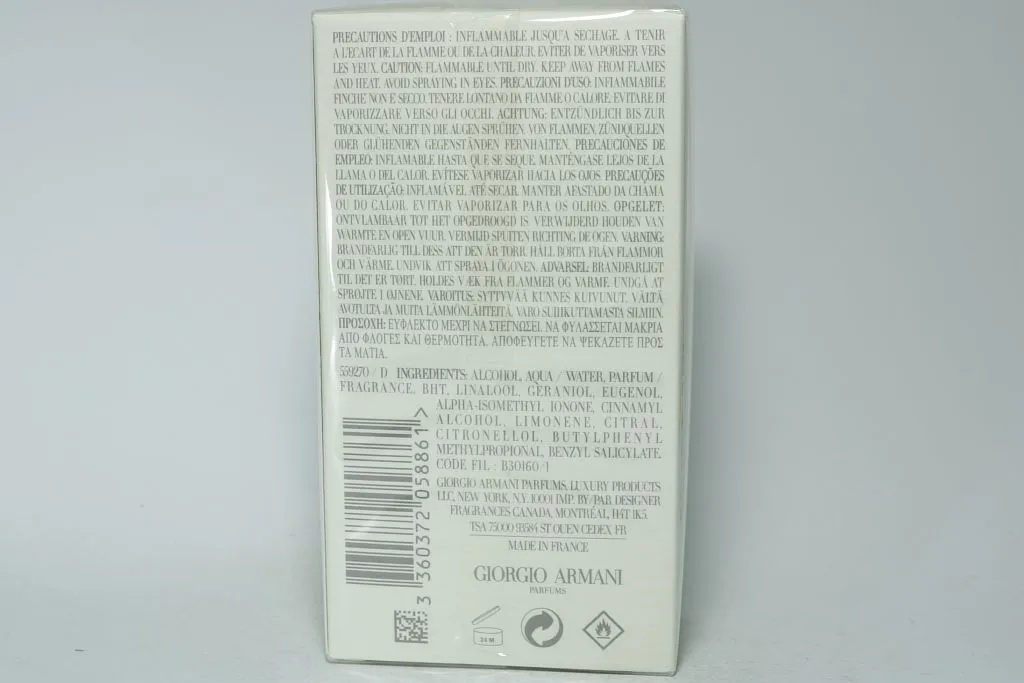 PRECAUTIONS D'EMPLOI : INFLAMMABLE JUSQU'A SECHAGE. A TENIR
A L'ECART DE LA FLAMME OU DE LA CHALEUR. EVITER DE VAPORISER VERS
LES YEUX. CAUTION: FLAMMABLE UNTIL DRY. KEEP AWAY FROM FLAMES
AND HEAT. AVOID SPRAYING IN EYES. PRECAUZIONI D'USO: INFIAMMABILE
FINCHE' NON E' SECCO. TENERE LONTANO DA FIAMME O CALORE. EVITARE DI
VAPORIZZARE VERSO GLI OCCHI. ACHTUNG: ENTZÜNDLICH BIS ZUR
TROCKNUNG. NICHT IN DIE AUGEN SPRÜHEN. VON FLAMMEN, ZÜNDQUELLEN
ODER GLÜHENDEN GEGENSTÄNDEN FERNHALTEN. PRECAUCIONES DE
EMPLEO: INFLAMABLE HASTA QUE SE SEQUE. MANTÉNGASE LEJOS DE LA
LLAMA O DEL CALOR. EVÍTESE VAPORIZAR HACIA LOS OJOS. PRECAUÇÕES
DE UTILIZAÇÃO: INFLAMÁVEL ATÉ SECAR. MANTER AFASTADO DA CHAMA
OU DO CALOR. EVITAR VAPORIZAR PARA OS OLHOS. OPGELET:
ONTVLAMBAAR TOT HET OPGEDROOGD IS. VERWIJDERD HOUDEN VAN
WARMTE EN OPEN VUUR. VERMIJD SPUITEN RICHTING DE OGEN. VARNING:
BRANDFARLIG TILL DESS ATT DEN ÄR TORR. HÅLL BORTA FRÅN FLAMMOR
OCH VÄRME. UNDVIK ATT SPRAYA I ÖGONEN. ADVARSEL: BRANDFARLIGT
TIL DET ER TØRT. HOLDES VÆK FRA FLAMMER OG VARME. UNDGÅ AT
SPRØJTE I ØJNENE. VAROITUS: SYTTYVÄÄ KUNNES KUIVUNUT. VÄLTÄ
AVOTULTA JA MUITA LÄMMÖNLÄHTEITÄ. VARO SUIHKUTTAMASTA SILMIIN.
ΠΡΟΣΟΧΗ: ΕΥΦΛΕΚΤΟ ΜΕΧΡΙ ΝΑ ΣΤΕΓΝΩΣΕΙ. ΝΑ ΦΥΛΑΣΣΕΤΑΙ ΜΑΚΡΙΑ
ΑΠΟ ΦΛΟΓΕΣ ΚΑΙ ΘΕΡΜΟΤΗΤΑ. ΑΠΟΦΕΥΓΕΤΕ ΝΑ ΨΕΚΑΖΕΤΕ ΠΡΟΣ
ΤΑ ΜΑΤΙΑ.
559270 / D INGREDIENTS: ALCOHOL, AQUA / WATER, PARFUM /
FRAGRANCE, BHT, LINALOOL, GERANIOL, EUGENOL,
ALPHA-ISOMETHYL IONONE, CINNAMYL
ALCOHOL, LIMONENE, CITRAL,
CITRONELLOL, BUTYLPHENYL
METHYLPROPIONAL, BENZYL SALICYLATE.
CODE F.I.L : B30160/1
GIORGIO ARMANI PARFUMS, LUXURY PRODUCTS
LLC, NEW YORK, N.Y. 10001 IMP. BY/PAR. DESIGNER
FRAGRANCES CANADA, MONTRÉAL, H4T 1K5.
TSA 75000 93584 ST OUEN CEDEX. FR
MADE IN FRANCE
GIORGIO ARMANI
PARFUMS
3 360372 058861 >
24 M